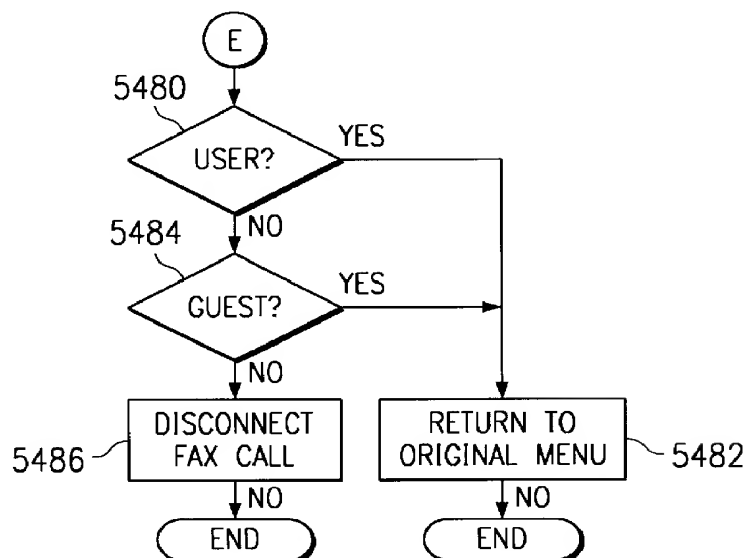 E
5480
USER?
YES
NO
5484
GUEST?
YES
NO
DISCONNECT
FAX CALL
5486
RETURN TO
ORIGINAL MENU
5482
NO
NO
END
END